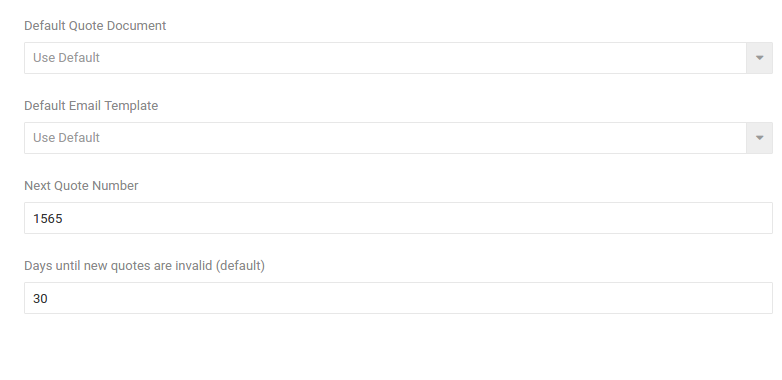 Default Quote Document
Use Default
Default Email Template
Use Default
Next Quote Number
1565
Days until new quotes are invalid (default)
30